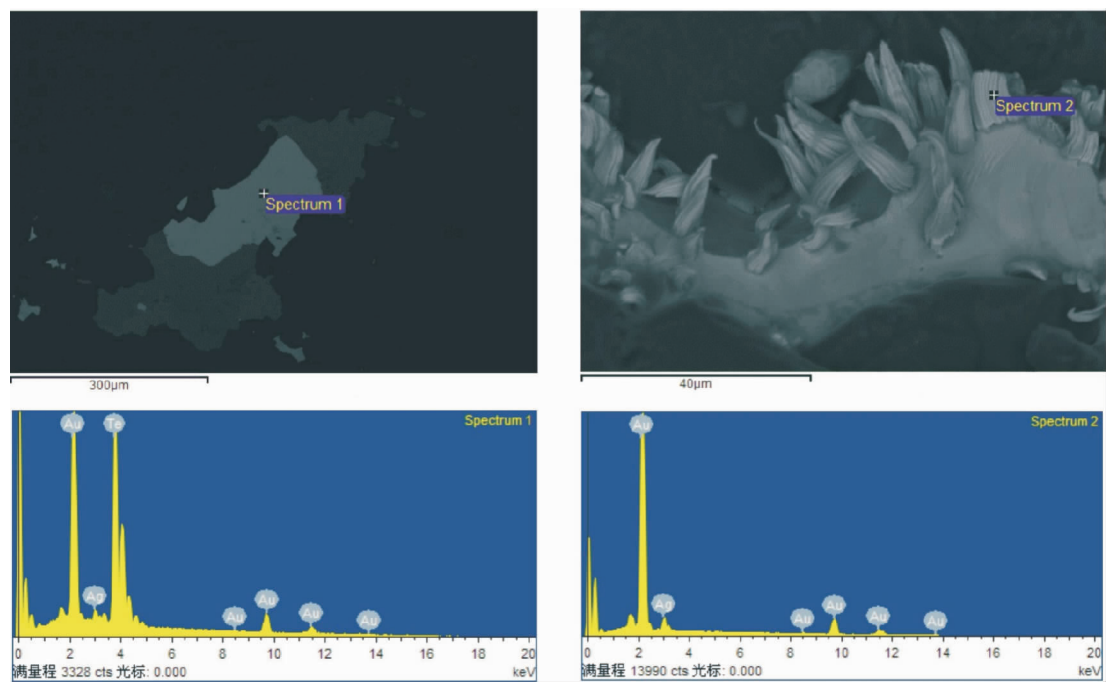 Spectrum 1
300μm
Spectrum 2
40μm
Spectrum 1
Au Te
Ag Au Au Au Au
0 2 4 6 8 10 12 14 16 18 20
满量程 3328 cts 光标: 0.000 keV
Spectrum 2
Au
Ag Au Au Au Au
0 2 4 6 8 10 12 14 16 18 20
满量程 13990 cts 光标: 0.000 keV